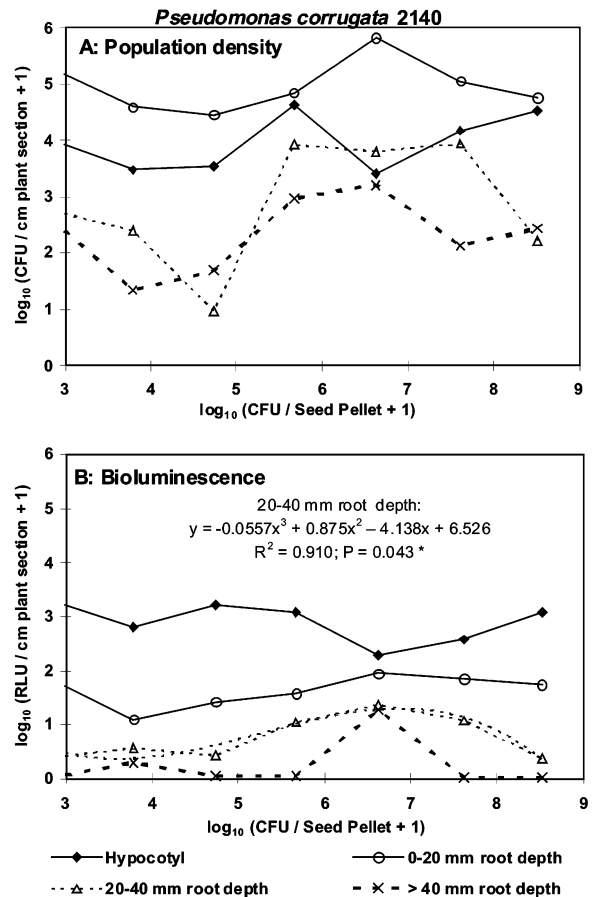 Pseudomonas corrugata 2140
A: Population density
log₁₀ (CFU / cm plant section + 1)
6
5
4
3
2
1
0
3 4 5 6 7 8 9
log₁₀ (CFU / Seed Pellet + 1)
B: Bioluminescence
20-40 mm root depth:
y = -0.0557x³ + 0.875x² – 4.138x + 6.526
R² = 0.910; P = 0.043 *
log₁₀ (RLU / cm plant section + 1)
6
5
4
3
2
1
0
3 4 5 6 7 8 9
log₁₀ (CFU / Seed Pellet + 1)
Hypocotyl
0-20 mm root depth
20-40 mm root depth
> 40 mm root depth